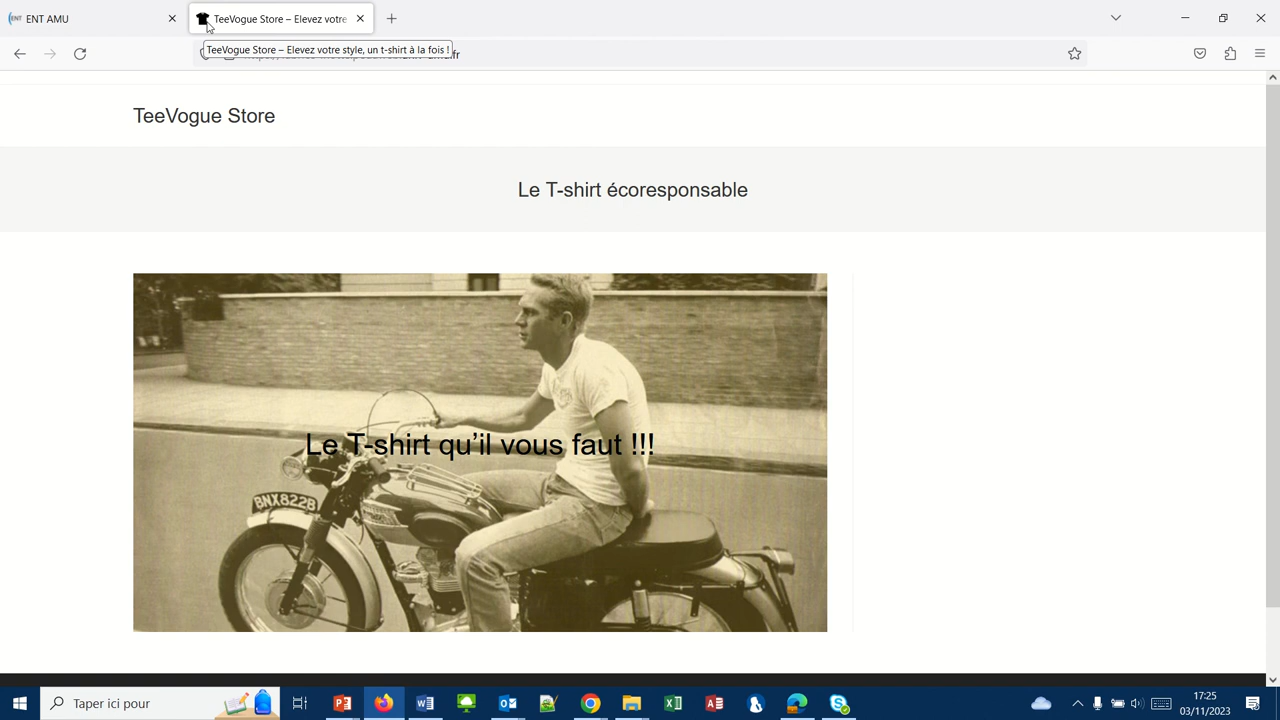 ENT ENT AMU
TeeVogue Store – Elevez votre
TeeVogue Store – Elevez votre style, un t-shirt à la fois !
TeeVogue Store
Le T-shirt écoresponsable
Le T-shirt qu’il vous faut !!!
BNX822B
Taper ici pour
17:25
03/11/2023